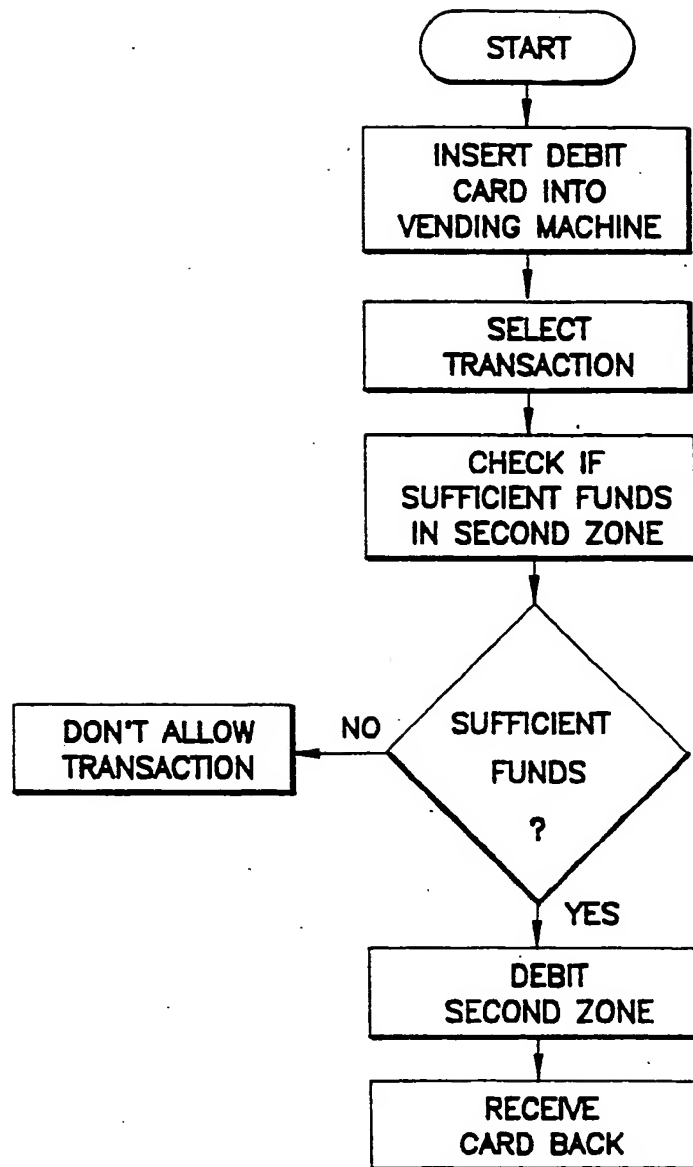 START
INSERT DEBIT
CARD INTO
VENDING MACHINE
SELECT
TRANSACTION
CHECK IF
SUFFICIENT FUNDS
IN SECOND ZONE
SUFFICIENT
FUNDS
?
NO
DON'T ALLOW
TRANSACTION
YES
DEBIT
SECOND ZONE
RECEIVE
CARD BACK